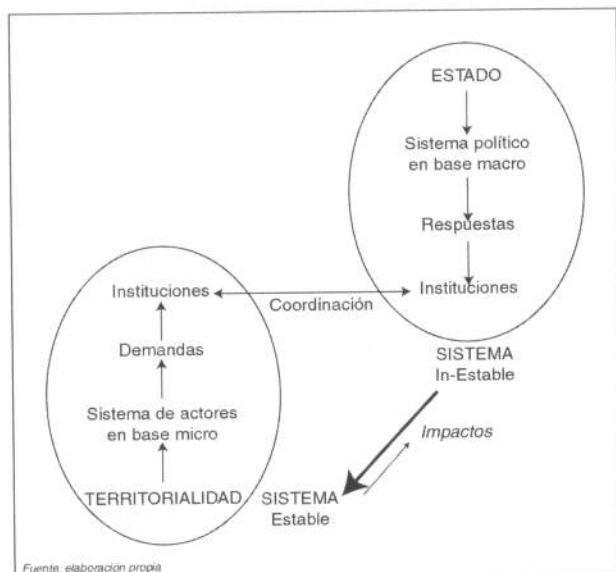 ESTADO
Sistema político
en base macro
Respuestas
Instituciones
SISTEMA
In-Estable
Coordinación
Instituciones
Demandas
Sistema de actores
en base micro
TERRITORIALIDAD
SISTEMA
Estable
Impactos
Fuente: elaboración propia